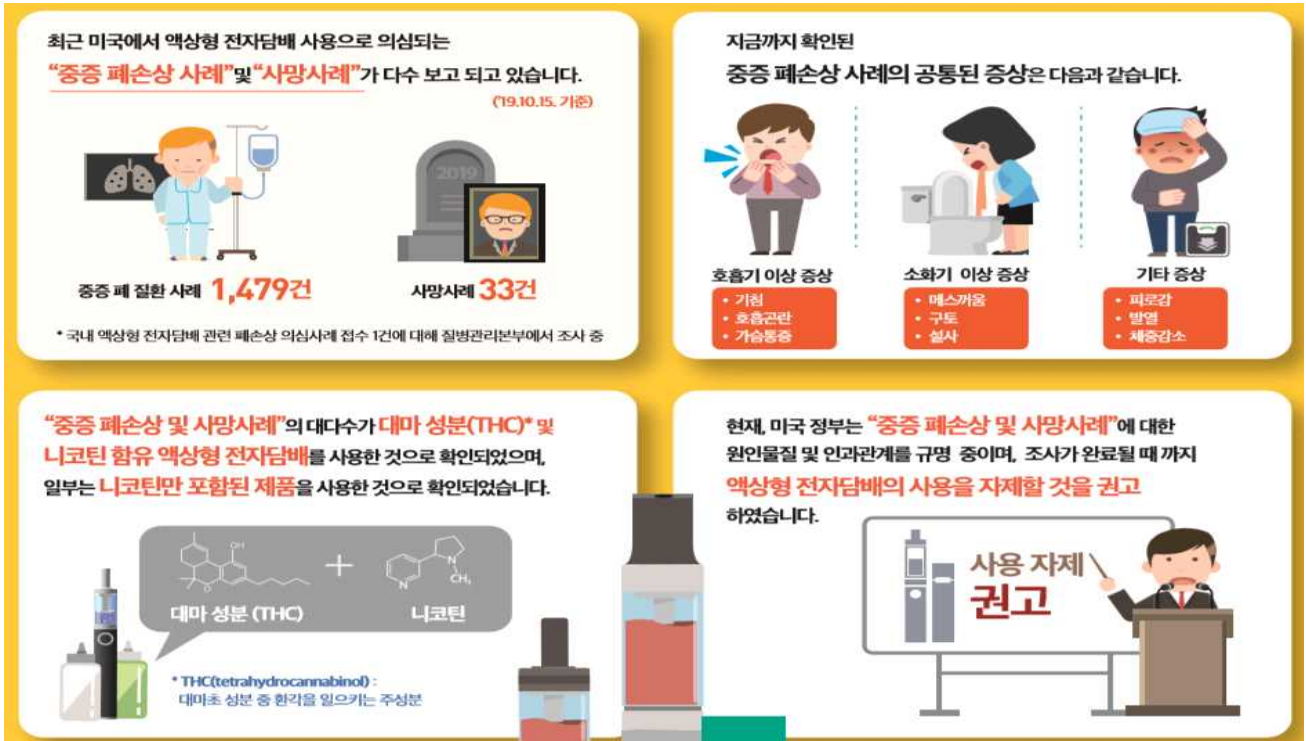 최근 미국에서 액상형 전자담배 사용으로 의심되는
“중증 폐손상 사례”및“사망사례”가 다수 보고 되고 있습니다.
('19.10.15. 기준)
2019
중증 폐 질환 사례 1,479건
사망사례 33건
* 국내 액상형 전자담배 관련 폐손상 의심사례 접수 1건에 대해 질병관리본부에서 조사 중
지금까지 확인된
중증 폐손상 사례의 공통된 증상은 다음과 같습니다.
호흡기 이상 증상
• 기침
• 호흡곤란
• 가슴통증
소화기 이상 증상
• 메스꺼움
• 구토
• 설사
기타 증상
• 피로감
• 발열
• 체중감소
“중증 폐손상 및 사망사례”의 대다수가 대마 성분(THC)* 및
니코틴 함유 액상형 전자담배를 사용한 것으로 확인되었으며,
일부는 니코틴만 포함된 제품을 사용한 것으로 확인되었습니다.
OH
O
+
N
N
CH₃
대마 성분 (THC)
니코틴
* THC(tetrahydrocannabinol) :
대마초 성분 중 환각을 일으키는 주성분
현재, 미국 정부는 “중증 폐손상 및 사망사례”에 대한
원인물질 및 인과관계를 규명 중이며, 조사가 완료될 때 까지
액상형 전자담배의 사용을 자제할 것을 권고
하였습니다.
사용 자제
권고